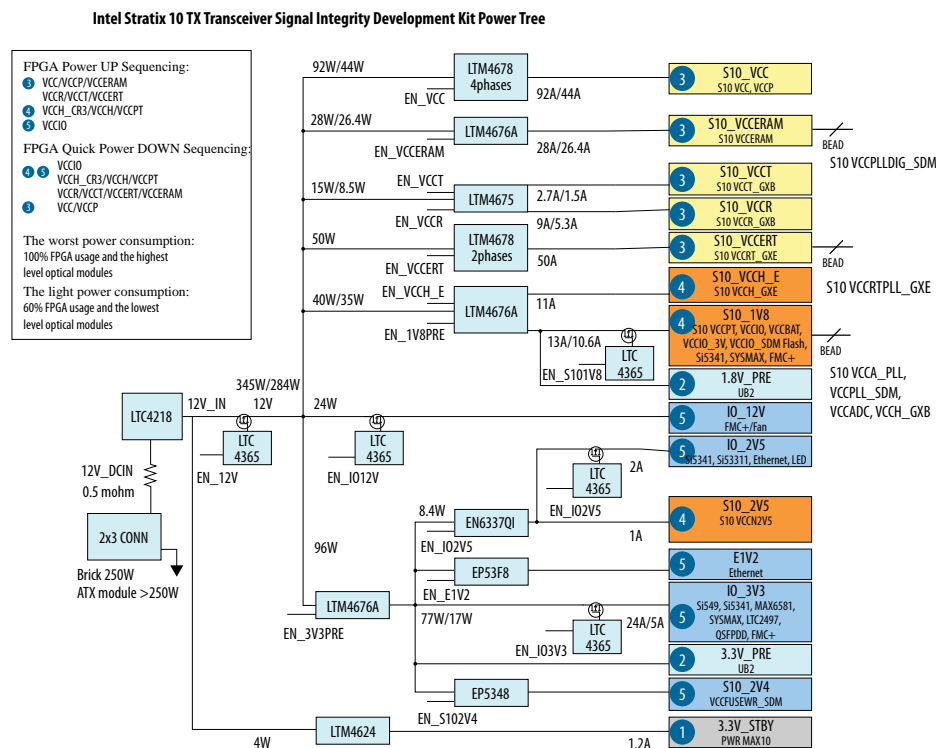 Intel Stratix 10 TX Transceiver Signal Integrity Development Kit Power Tree
FPGA Power UP Sequencing:
3 VCC/VCCP/VCCERAM
VCCR/VCCT/VCCERT
4 VCCH_CR3/VCCH/VCCPT
5 VCCIO
FPGA Quick Power DOWN Sequencing:
4 5 VCCIO
VCCH_CR3/VCCH/VCCPT
VCCR/VCCT/VCCERT/VCCERAM
3 VCC/VCCP
The worst power consumption:
100% FPGA usage and the highest
level optical modules
The light power consumption:
60% FPGA usage and the lowest
level optical modules
92W/44W
EN_VCC
LTM4678
4phases
92A/44A
3
S10_VCC
S10 VCC, VCCP
28W/26.4W
EN_VCCERAM
LTM4676A
28A/26.4A
3
S10_VCCERAM
S10 VCCERAM
BEAD
S10 VCCPLLDIG_SDM
EN_VCCT
15W/8.5W
EN_VCCR
LTM4675
2.7A/1.5A
9A/5.3A
3
S10_VCCT
S10 VCCT_GXB
3
S10_VCCR
S10 VCCR_GXB
50W
EN_VCCERT
LTM4678
2phases
50A
3
S10_VCCERT
S10 VCCRT_GXE
BEAD
S10 VCCRTPLL_GXE
EN_VCCH_E
40W/35W
EN_1V8PRE
LTM4676A
11A
4
S10_VCCH_E
S10 VCCH_GXE
13A/10.6A
LTC
4365
EN_S101V8
4
S10_1V8
S10 VCCPT, VCCIO, VCCBAT,
VCCIO_3V, VCCIO_SDM Flash,
Si5341, SYSMAX, FMC+
BEAD
S10 VCCA_PLL,
VCCPLL_SDM,
VCCADC, VCCH_GXB
2
1.8V_PRE
UB2
LTC4218
12V_IN
345W/284W
12V
LTC
4365
EN_12V
24W
LTC
4365
EN_IO12V
5
IO_12V
FMC+/Fan
5
IO_2V5
Si5341, Si53311, Ethernet, LED
2A
LTC
4365
EN_IO2V5
12V_DCIN
0.5 mohm
2x3 CONN
Brick 250W
ATX module >250W
8.4W
EN_IO2V5
EN6337QI
1A
4
S10_2V5
S10 VCCN2V5
96W
EP53F8
EN_E1V2
5
E1V2
Ethernet
EN_3V3PRE
LTM4676A
77W/17W
LTC
4365
EN_IO3V3
24A/5A
5
IO_3V3
Si549, Si5341, MAX6581,
SYSMAX, LTC2497,
QSFPDD, FMC+
2
3.3V_PRE
UB2
EP5348
EN_S102V4
5
S10_2V4
VCCFUSEWR_SDM
4W
LTM4624
1.2A
1
3.3V_STBY
PWR MAX10